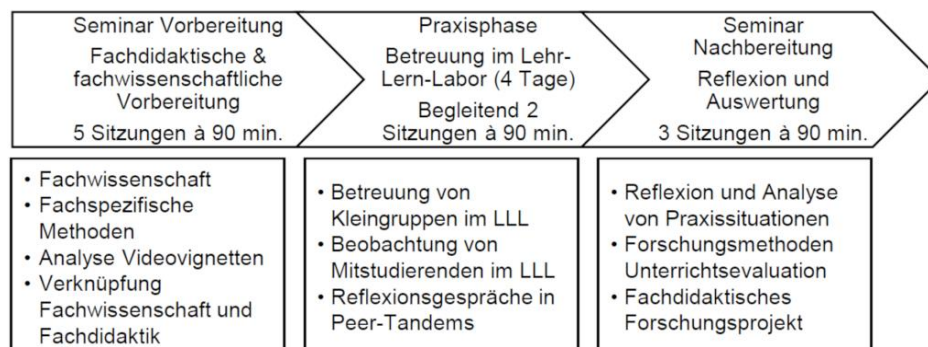 Seminar Vorbereitung
Fachdidaktische &
fachwissenschaftliche
Vorbereitung
5 Sitzungen à 90 min.
Praxisphase
Betreuung im Lehr-
Lern-Labor (4 Tage)
Begleitend 2
Sitzungen à 90 min.
Seminar
Nachbereitung
Reflexion und
Auswertung
3 Sitzungen à 90 min.
• Fachwissenschaft
• Fachspezifische
Methoden
• Analyse Videovignetten
• Verknüpfung
Fachwissenschaft und
Fachdidaktik
• Betreuung von
Kleingruppen im LLL
• Beobachtung von
Mitstudierenden im LLL
• Reflexionsgespräche in
Peer-Tandems
• Reflexion und Analyse
von Praxissituationen
• Forschungsmethoden
Unterrichtsevaluation
• Fachdidaktisches
Forschungsprojekt